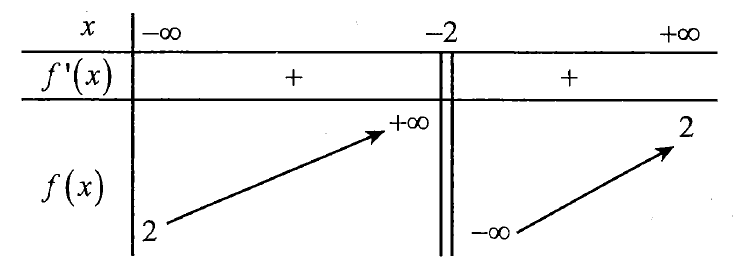 x −∞ −2 +∞
f'(x) + +
+∞ 2
f(x)
2 −∞